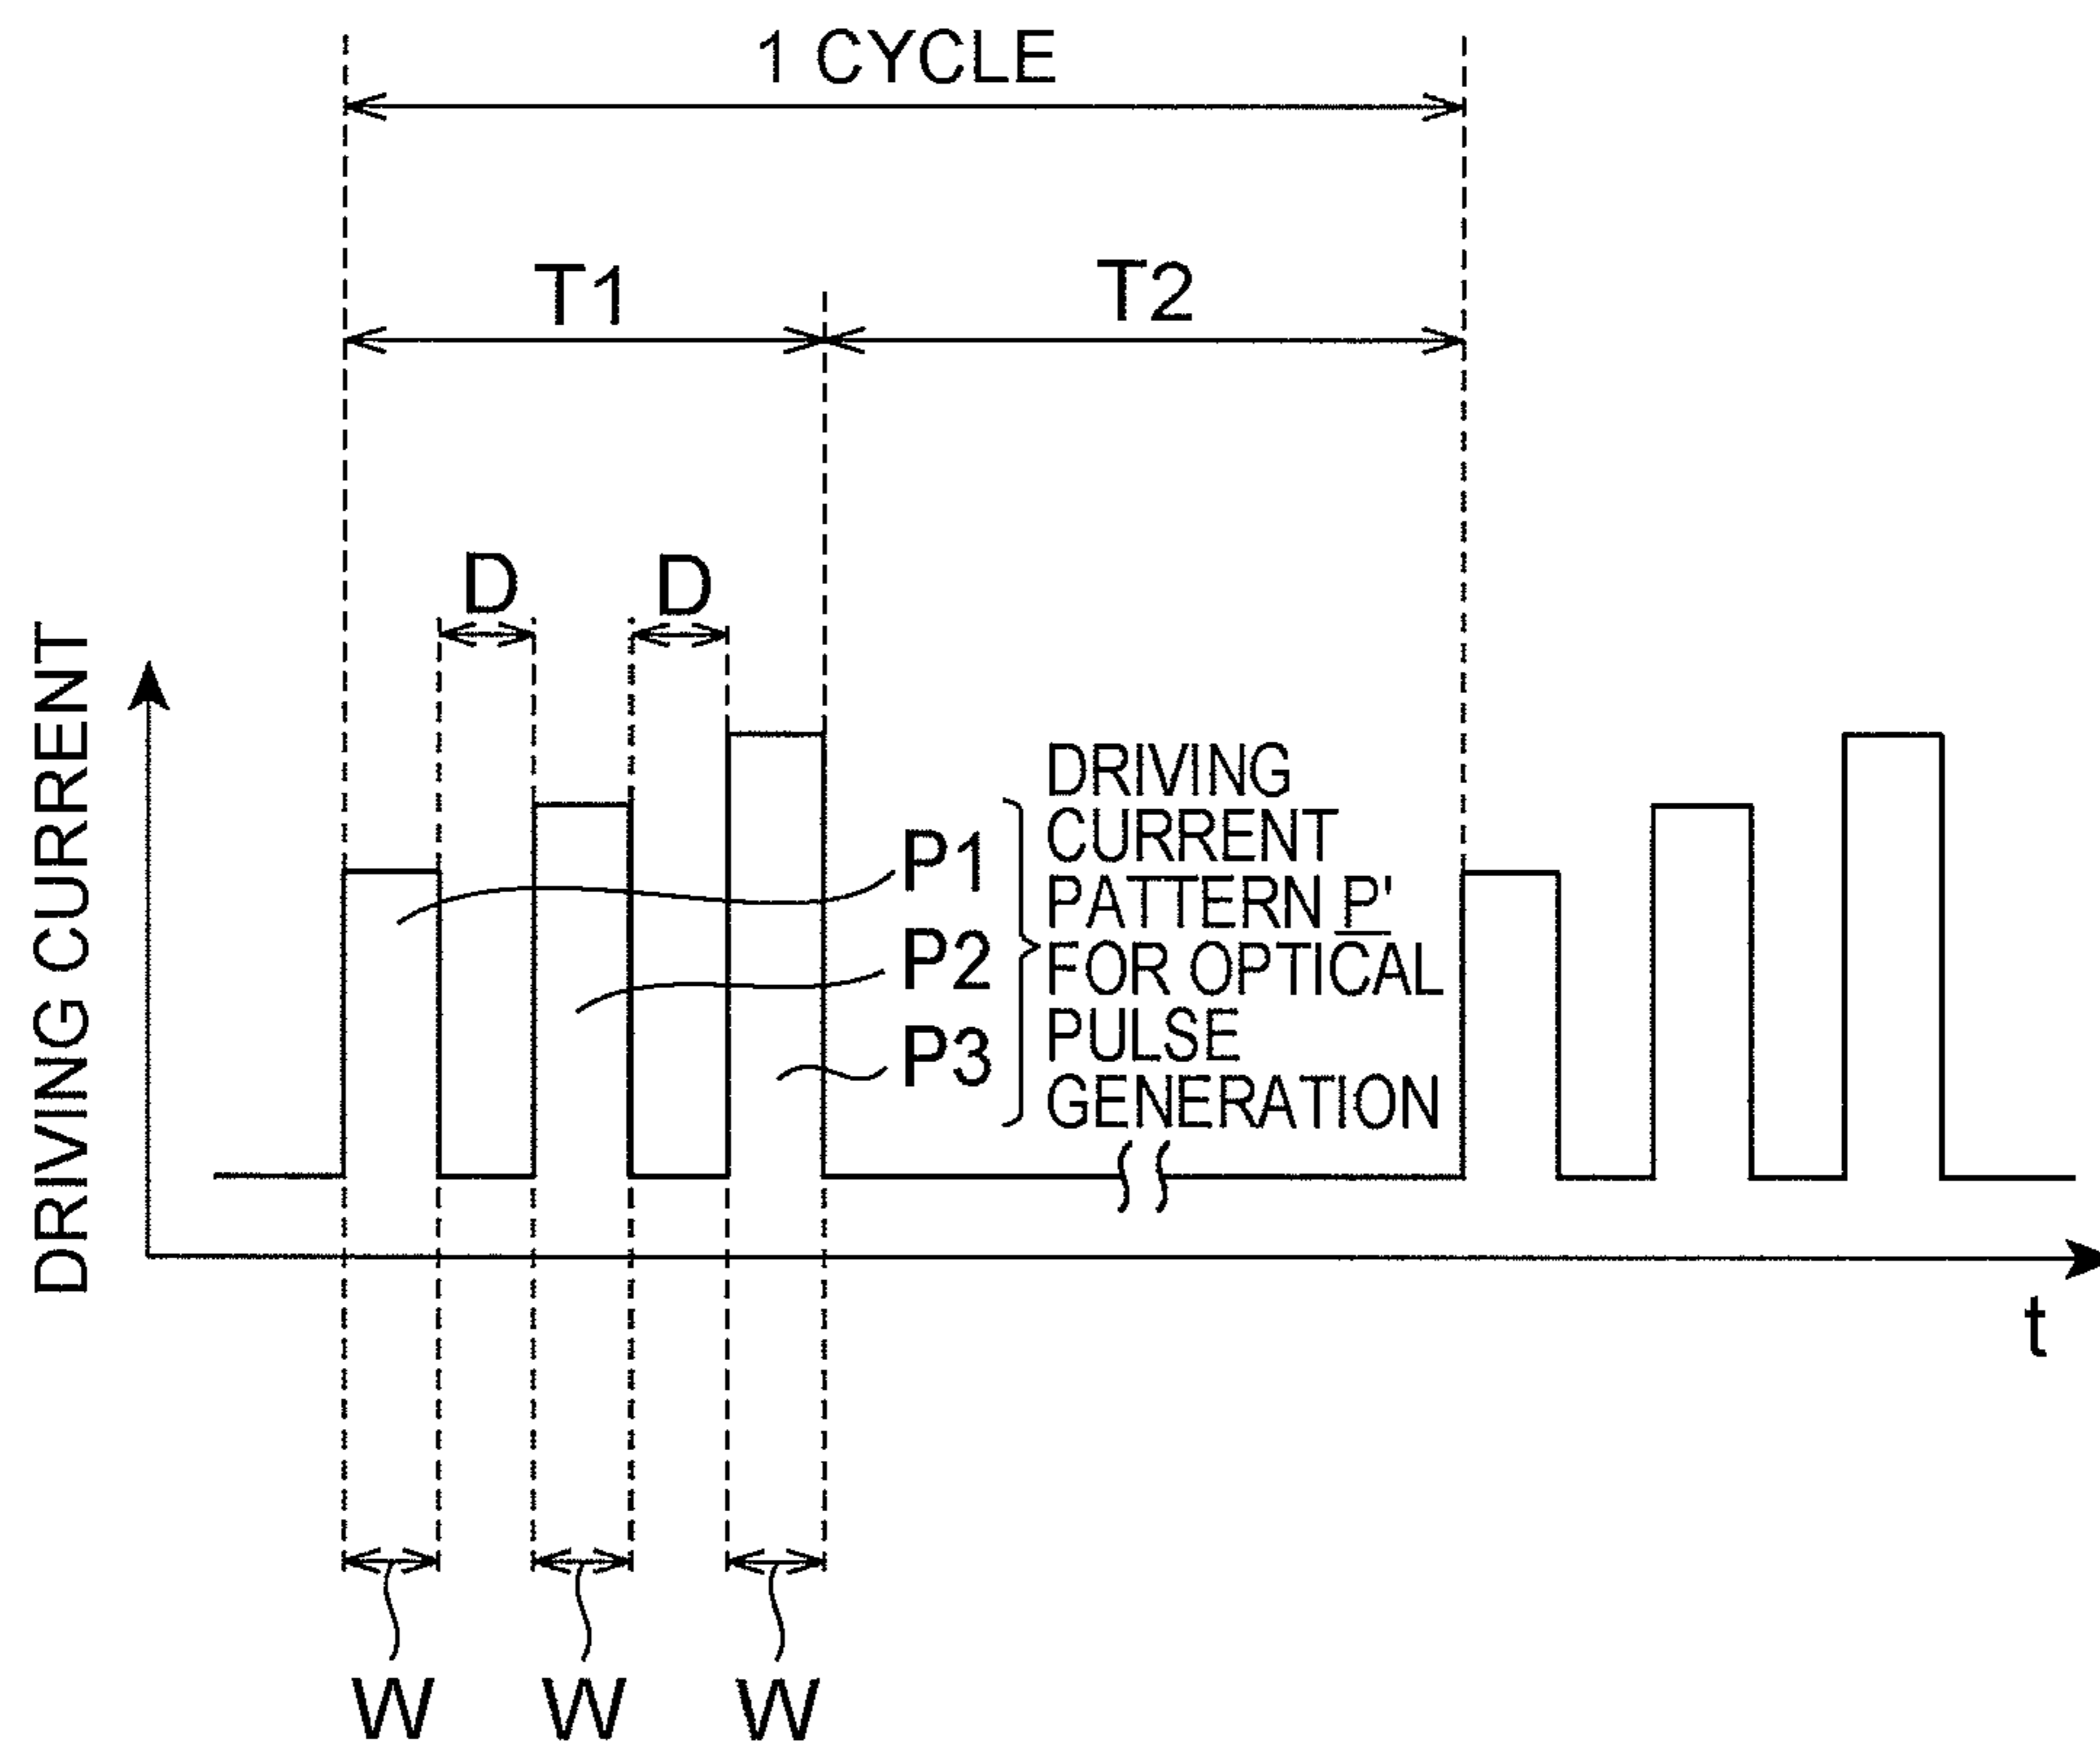 1 CYCLE
T1
T2
D
D
DRIVING CURRENT
P1
P2
P3
DRIVING
CURRENT
PATTERN P'
FOR OPTICAL
PULSE
GENERATION
t
W
W
W